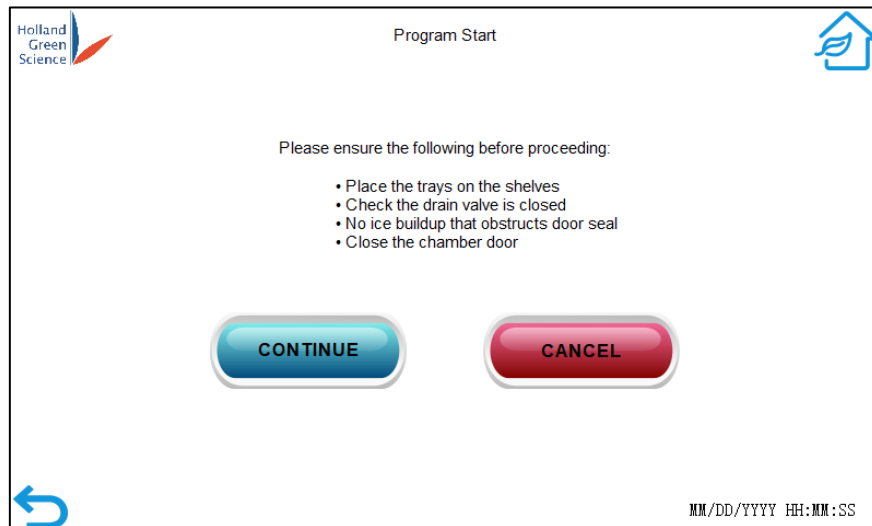 Holland
Green
Science
Program Start
Please ensure the following before proceeding:
• Place the trays on the shelves
• Check the drain valve is closed
• No ice buildup that obstructs door seal
• Close the chamber door
CONTINUE
CANCEL
MM/DD/YYYY HH:MM:SS